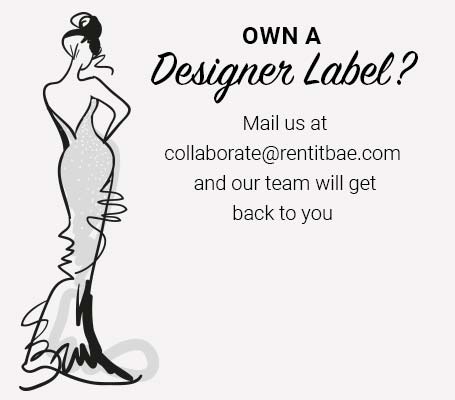 OWN A
Designer Label?
Mail us at
collaborate@rentitbae.com
and our team will get
back to you